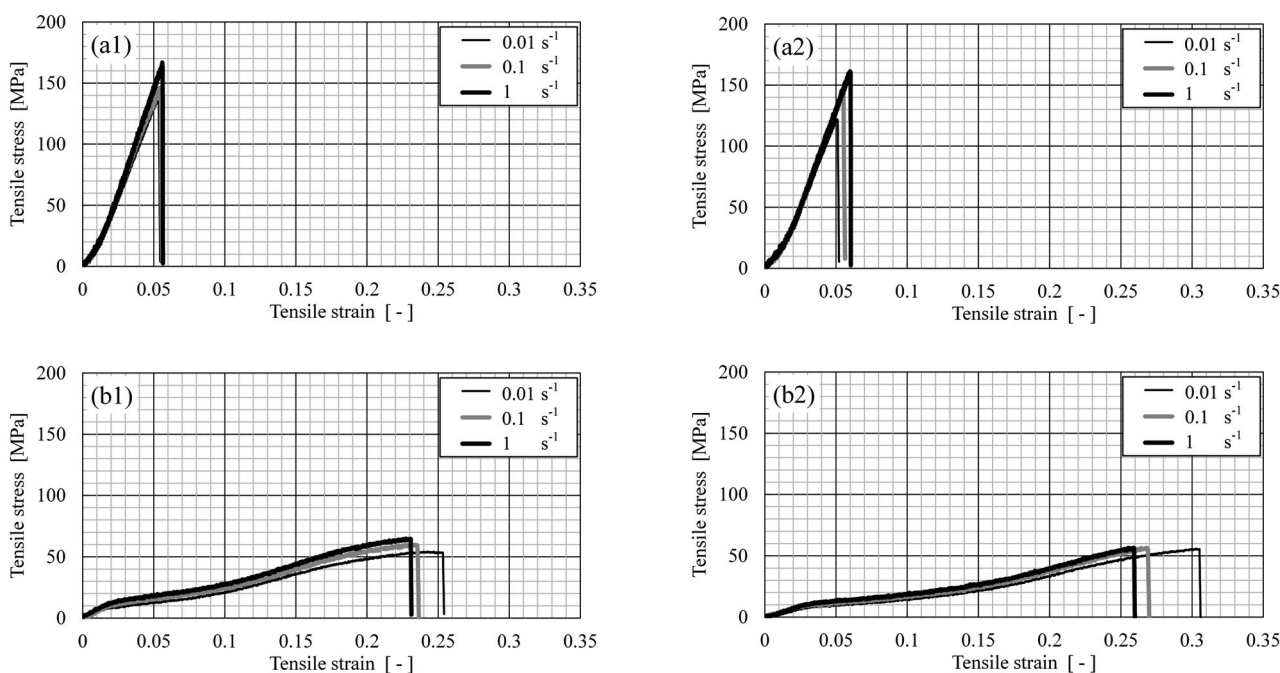 (a1)
0.01 s-1
0.1 s-1
1 s-1
200
150
100
50
0
Tensile stress [MPa]
0 0.05 0.1 0.15 0.2 0.25 0.3 0.35
Tensile strain [ - ]
(a2)
0.01 s-1
0.1 s-1
1 s-1
200
150
100
50
0
Tensile stress [MPa]
0 0.05 0.1 0.15 0.2 0.25 0.3 0.35
Tensile strain [ - ]
(b1)
0.01 s-1
0.1 s-1
1 s-1
200
150
100
50
0
Tensile stress [MPa]
0 0.05 0.1 0.15 0.2 0.25 0.3 0.35
Tensile strain [ - ]
(b2)
0.01 s-1
0.1 s-1
1 s-1
200
150
100
50
0
Tensile stress [MPa]
0 0.05 0.1 0.15 0.2 0.25 0.3 0.35
Tensile strain [ - ]